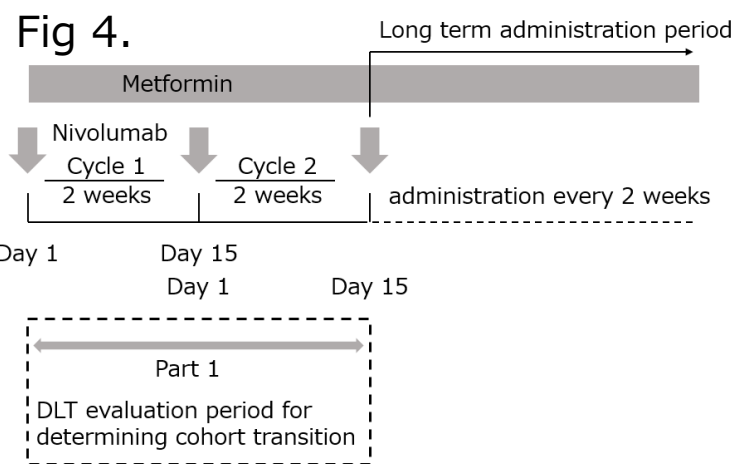 Fig 4.
Long term administration period
Metformin
Nivolumab
Cycle 1
2 weeks
Cycle 2
2 weeks
administration every 2 weeks
Day 1
Day 15
Day 1
Day 15
Part 1
DLT evaluation period for
determining cohort transition